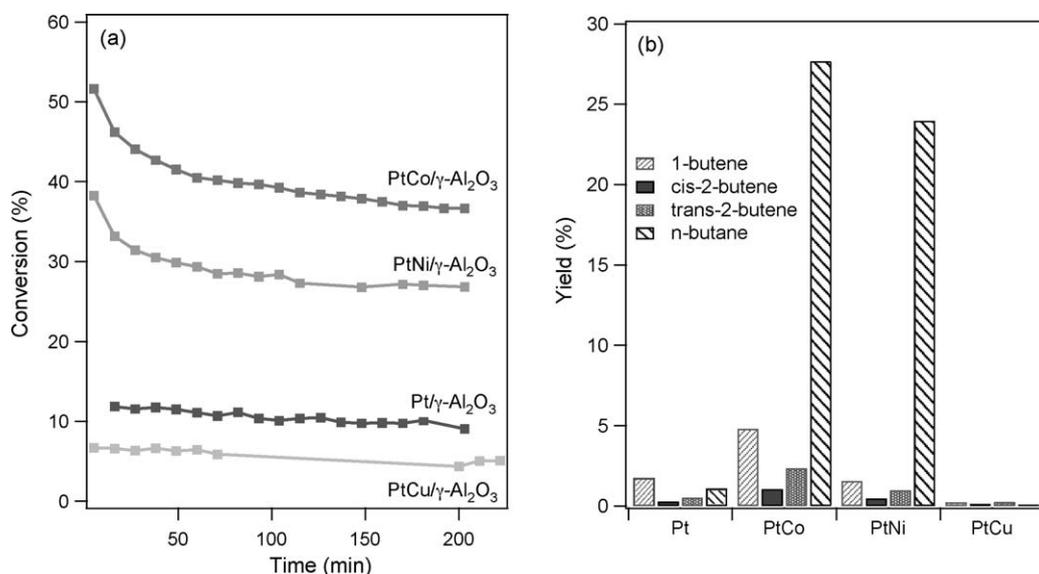 (a)
Conversion (%)
60
50
40
30
20
10
0
PtCo/γ-Al₂O₃
PtNi/γ-Al₂O₃
Pt/γ-Al₂O₃
PtCu/γ-Al₂O₃
50
100
150
200
Time (min)
(b)
Yield (%)
30
25
20
15
10
5
0
1-butene
cis-2-butene
trans-2-butene
n-butane
Pt
PtCo
PtNi
PtCu